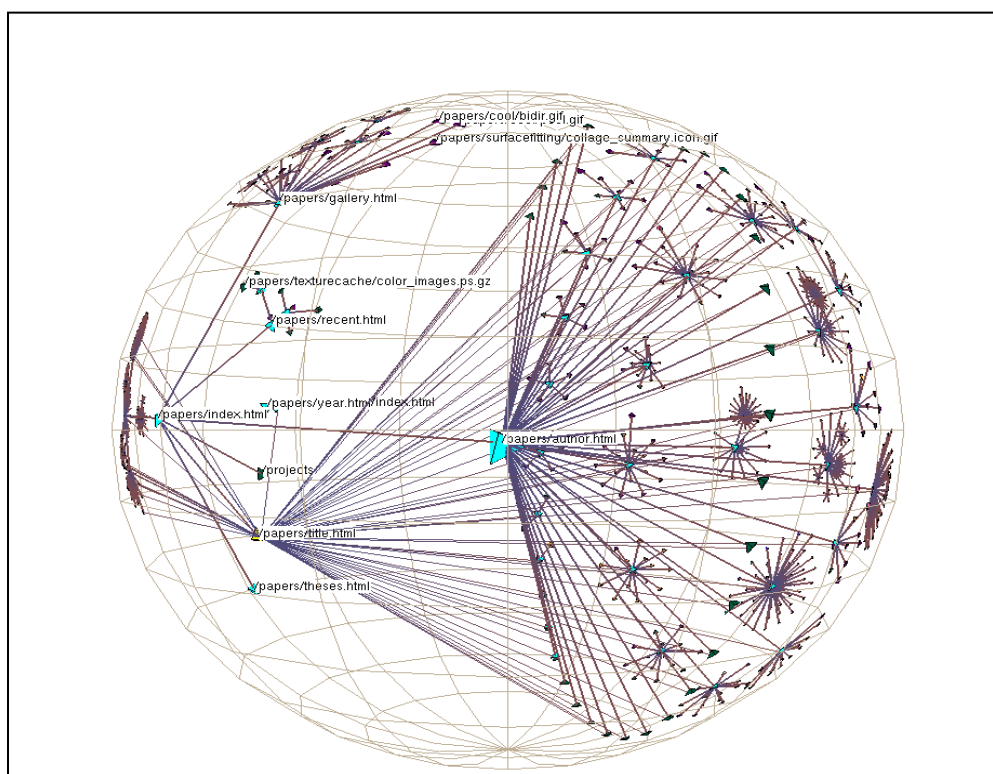 /papers/cool/bidir.gif
/papers/surfacefitting/collage_summary.icon.gif
/papers/gallery.html
/papers/texturecache/color_images.ps.gz
/papers/recent.html
/papers/year.html
/index.html
/papers/index.html
/papers/author.html
/projects
/papers/title.html
/papers/theses.html